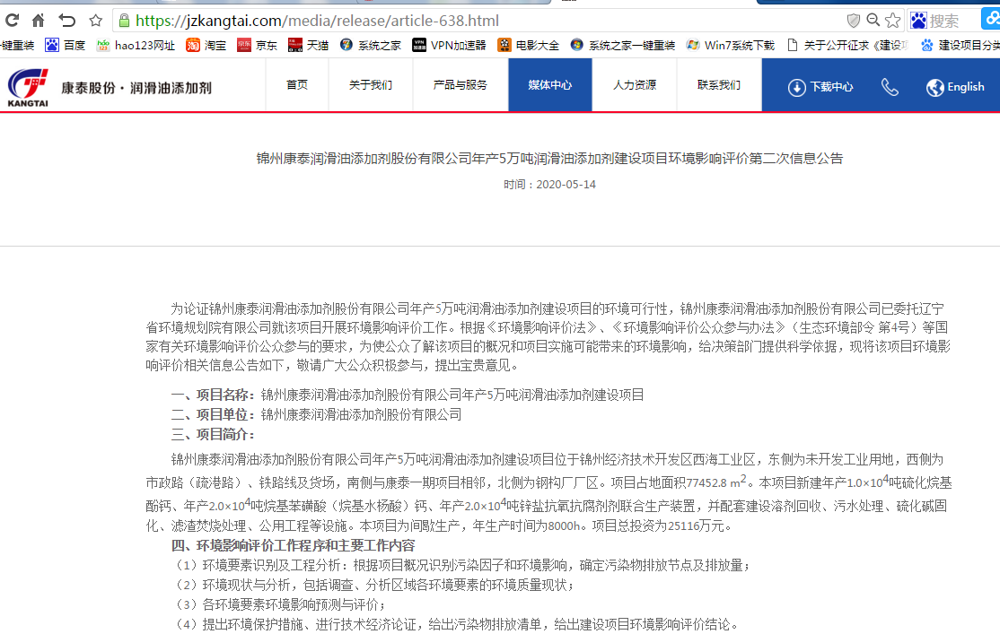 https://jzkangtai.com/media/release/article-638.html 搜索
一键重装 百度 hao123网址 淘宝 京东 天猫 系统之家 VPN加速器 电影大全 系统之家一键重装 Win7系统下载 关于公开征求《建设项 建设项目分类
KANGTAI 康泰股份·润滑油添加剂 首页 关于我们 产品与服务 媒体中心 人力资源 联系我们 下载中心 English
锦州康泰润滑油添加剂股份有限公司年产5万吨润滑油添加剂建设项目环境影响评价第二次信息公告
时间：2020-05-14
为论证锦州康泰润滑油添加剂股份有限公司年产5万吨润滑油添加剂建设项目的环境可行性，锦州康泰润滑油添加剂股份有限公司已委托辽宁
省环境规划院有限公司就该项目开展环境影响评价工作。根据《环境影响评价法》、《环境影响评价公众参与办法》（生态环境部令 第4号）等国
家有关环境影响评价公众参与的要求，为使公众了解该项目的概况和项目实施可能带来的环境影响，给决策部门提供科学依据，现将该项目环境影
响评价相关信息公告如下，敬请广大公众积极参与，提出宝贵意见。
一、项目名称：锦州康泰润滑油添加剂股份有限公司年产5万吨润滑油添加剂建设项目
二、项目单位：锦州康泰润滑油添加剂股份有限公司
三、项目简介：
锦州康泰润滑油添加剂股份有限公司年产5万吨润滑油添加剂建设项目位于锦州经济技术开发区西海工业区，东侧为未开发工业用地，西侧为
市政路（疏港路）、铁路线及货场，南侧与康泰一期项目相邻，北侧为钢构厂厂区。项目占地面积77452.8 m²。本项目新建年产1.0×10⁴吨硫化烷基
酚钙、年产2.0×10⁴吨烷基苯磺酸（烷基水杨酸）钙、年产2.0×10⁴吨锌盐抗氧抗腐剂剂联合生产装置，并配套建设溶剂回收、污水处理、硫化碱固
化、滤渣焚烧处理、公用工程等设施。本项目为间歇生产，年生产时间为8000h。项目总投资为25116万元。
四、环境影响评价工作程序和主要工作内容
（1）环境要素识别及工程分析：根据项目概况识别污染因子和环境影响，确定污染物排放节点及排放量；
（2）环境现状与分析，包括调查、分析区域各环境要素的环境质量现状；
（3）各环境要素环境影响预测与评价；
（4）提出环境保护措施、进行技术经济论证，给出污染物排放清单，给出建设项目环境影响评价结论。